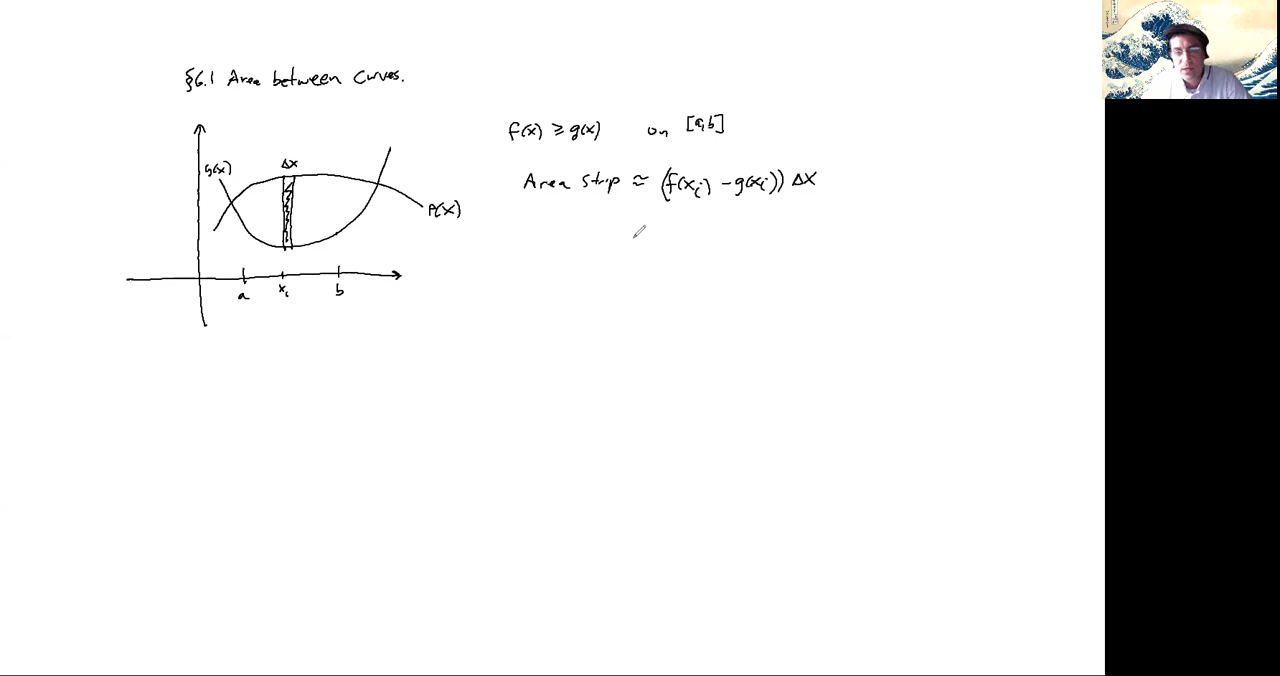 §6.1 Area between Curves.
f(x) ≥ g(x) on [a,b]
Area Strip ≈ (f(xᵢ) - g(xᵢ)) Δx
g(x)
Δx
f(x)
a xᵢ b